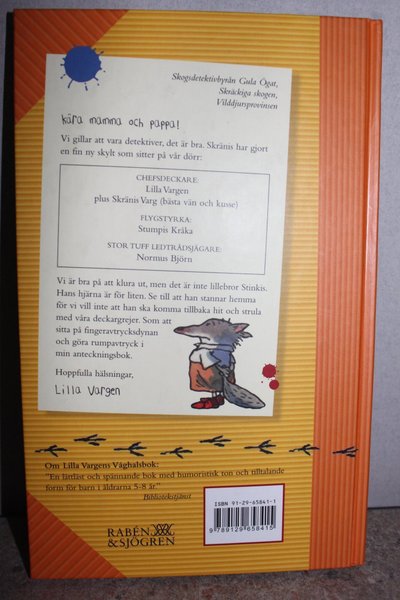 Skogsdetektivbyrån Gula Ögat,
Skräckiga skogen,
Vilddjursprovinsen
kära mamma och pappa!
Vi gillar att vara detektiver, det är bra. Skränis har gjort
en fin ny skylt som sitter på vår dörr:
CHEFSDECKARE:
Lilla Vargen
plus Skränis Varg (bästa vän och kusse)
FLYGSTYRKA:
Stumpis Kråka
STOR TUFF LEDTRÅDSJÄGARE:
Normus Björn
Vi är bra på att klura ut, men det är inte lillebror Stinkis.
Hans hjärna är för liten. Se till att han stannar hemma
för vi vill inte att han ska komma tillbaka hit och strula
med våra deckargrejer. Som att
sitta på fingeravtrycksdynan
och göra rumpavtryck i
min anteckningsbok.
Hoppfulla hälsningar,
Lilla Vargen
Om Lilla Vargens Våghalsbok:
"En lättläst och spännande bok med humoristisk ton och tilltalande
form för barn i åldrarna 5-8 år"
Bibliotekstjänst
RABÉN
&SJÖGREN
ISBN 91-29-65841-1
9 789129 658415